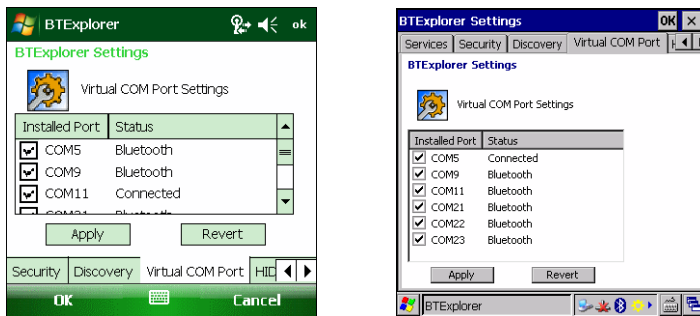 BTExplorer
ok
BTExplorer Settings
Virtual COM Port Settings
Installed Port Status
COM5 Bluetooth
COM9 Bluetooth
COM11 Connected
COM21 Bluetooth
Apply Revert
Security Discovery Virtual COM Port HID
OK Cancel
BTExplorer Settings OK
Services Security Discovery Virtual COM Port
BTExplorer Settings
Virtual COM Port Settings
Installed Port Status
COM5 Connected
COM9 Bluetooth
COM11 Bluetooth
COM21 Bluetooth
COM22 Bluetooth
COM23 Bluetooth
Apply Revert
BTExplorer